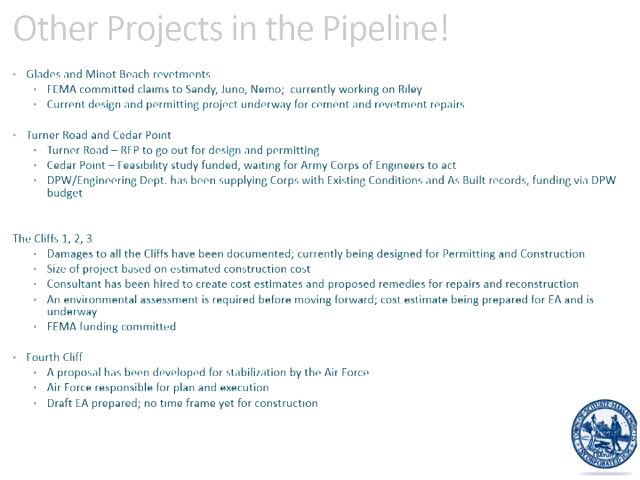 Other Projects in the Pipeline!
• Glades and Minot Beach revetments
• FEMA committed claims to Sandy, Juno, Nemo; currently working on Riley
• Current design and permitting project underway for cement and revetment repairs
• Turner Road and Cedar Point
• Turner Road – RFP to go out for design and permitting
• Cedar Point – Feasibility study funded, waiting for Army Corps of Engineers to act
• DPW/Engineering Dept. has been supplying Corps with Existing Conditions and As Built records, funding via DPW
budget
The Cliffs 1, 2, 3
• Damages to all the Cliffs have been documented; currently being designed for Permitting and Construction
• Size of project based on estimated construction cost
• Consultant has been hired to create cost estimates and proposed remedies for repairs and reconstruction
• An environmental assessment is required before moving forward; cost estimate being prepared for EA and is
underway
• FEMA funding committed
• Fourth Cliff
• A proposal has been developed for stabilization by the Air Force
• Air Force responsible for plan and execution
• Draft EA prepared; no time frame yet for construction